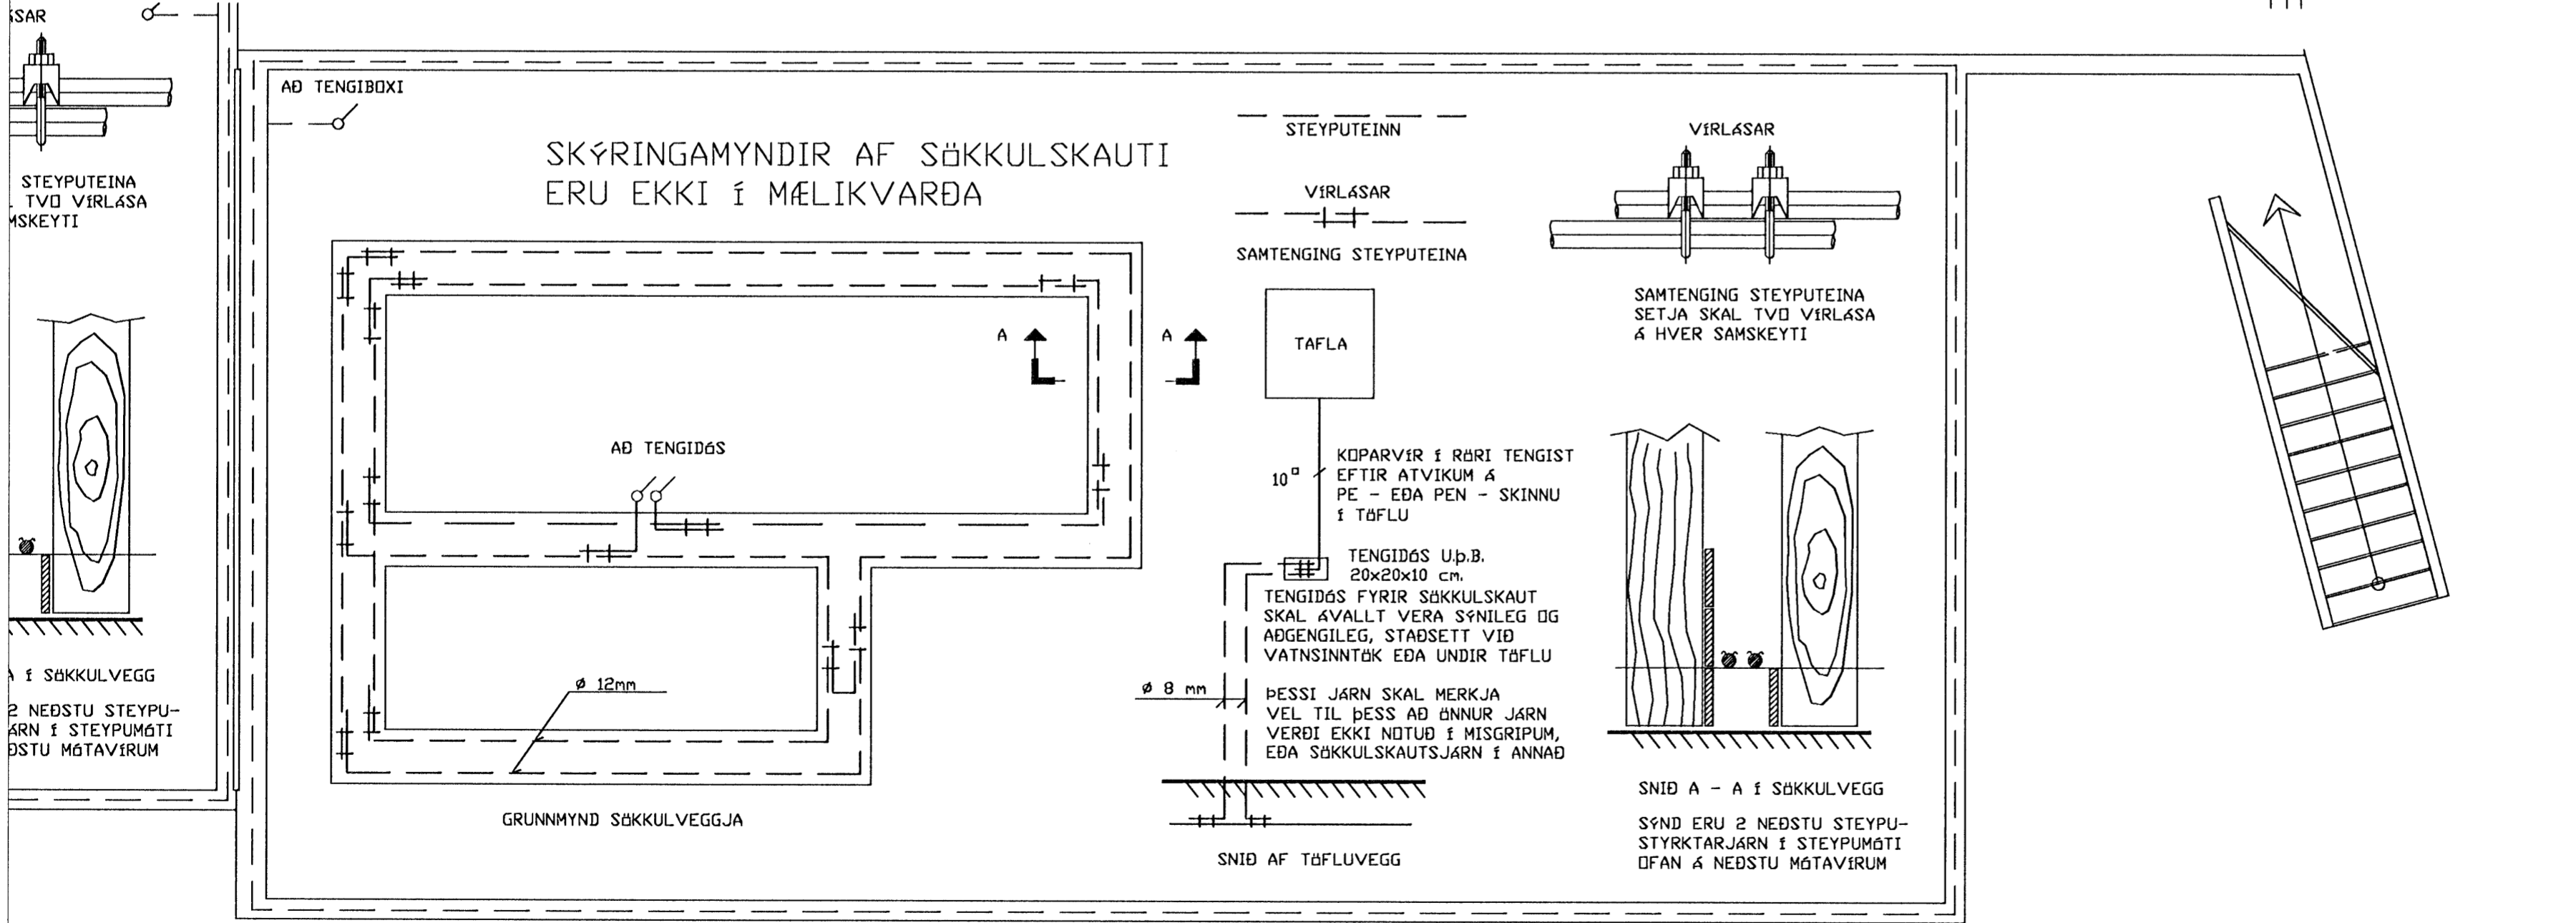 STEYPUTEINA
TVO VÍRLÁSA
AÐ TENGIBOXI
SKÝRINGAMYNDIR AF SÖKKULSKAUTI
ERU EKKI Í MÆLIKVARÐA
STEYPUTEINN
VÍRLÁSAR
SAMTENGING STEYPUTEINA
VÍRLÁSAR
SAMTENGING STEYPUTEINA
SETJA SKAL TVO VÍRLÁSA
Á HVER SAMSKEYTI
A
A
TAFLA
AÐ TENGIDÓS
10▫
KOPARVÍR Í RÖRI TENGIST
EFTIR ATVIKUM Á
PE - EÐA PEN - SKINNU
Í TÖFLU
TENGIDÓS U.Þ.B.
20x20x10 cm.
TENGIDÓS FYRIR SÖKKULSKAUT
SKAL ÁVALLT VERA SÝNILEG OG
AÐGENGILEG, STAÐSETT VIÐ
VATNSINNTÖK EÐA UNDIR TÖFLU
Í SÖKKULVEGG
2 NEÐSTU STEYPU-
ÁRN Í STEYPUMÓTI
ÐSTU MÓTAVÍRUM
ø 12mm
ø 8 mm
ÞESSI JÁRN SKAL MERKJA
VEL TIL ÞESS AÐ ÖNNUR JÁRN
VERÐI EKKI NOTUÐ Í MISGRIPUM,
EÐA SÖKKULSKAUTSJÁRN Í ANNAÐ
GRUNNMYND SÖKKULVEGGJA
SNIÐ AF TÖFLUVEGG
SNIÐ A - A Í SÖKKULVEGG
SÝND ERU 2 NEÐSTU STEYPU-
STYRKTARJÁRN Í STEYPUMÓTI
OFAN Á NEÐSTU MÓTAVÍRUM